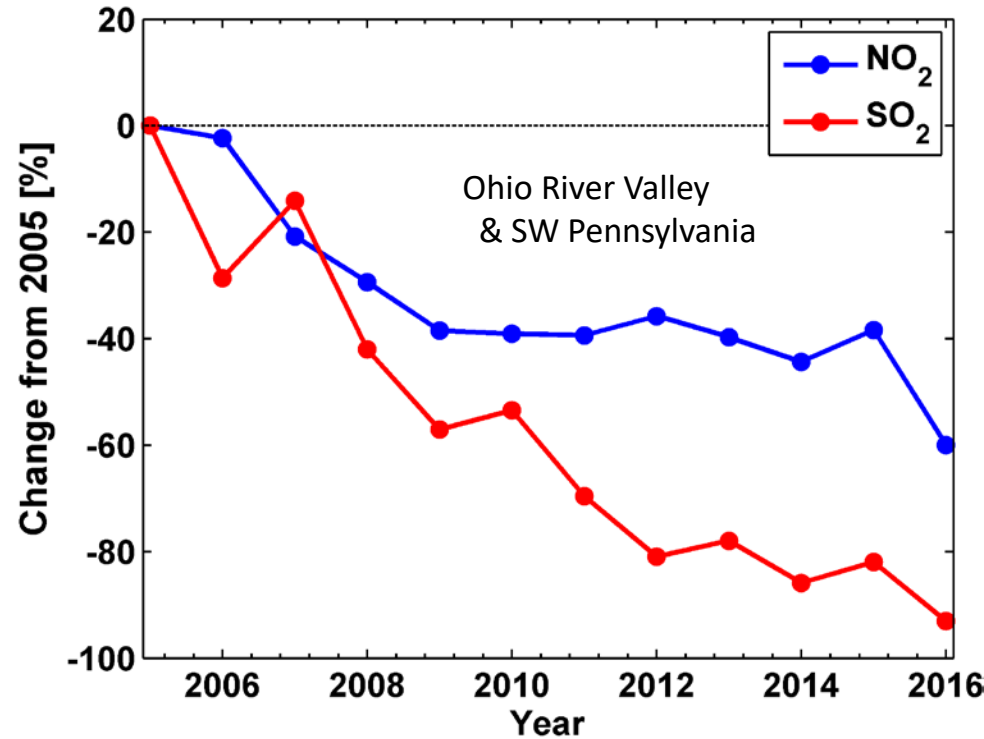 Change from 2005 [%]
20
0
-20
-40
-60
-80
-100
NO2
SO2
Ohio River Valley
& SW Pennsylvania
2006 2008 2010 2012 2014 2016
Year